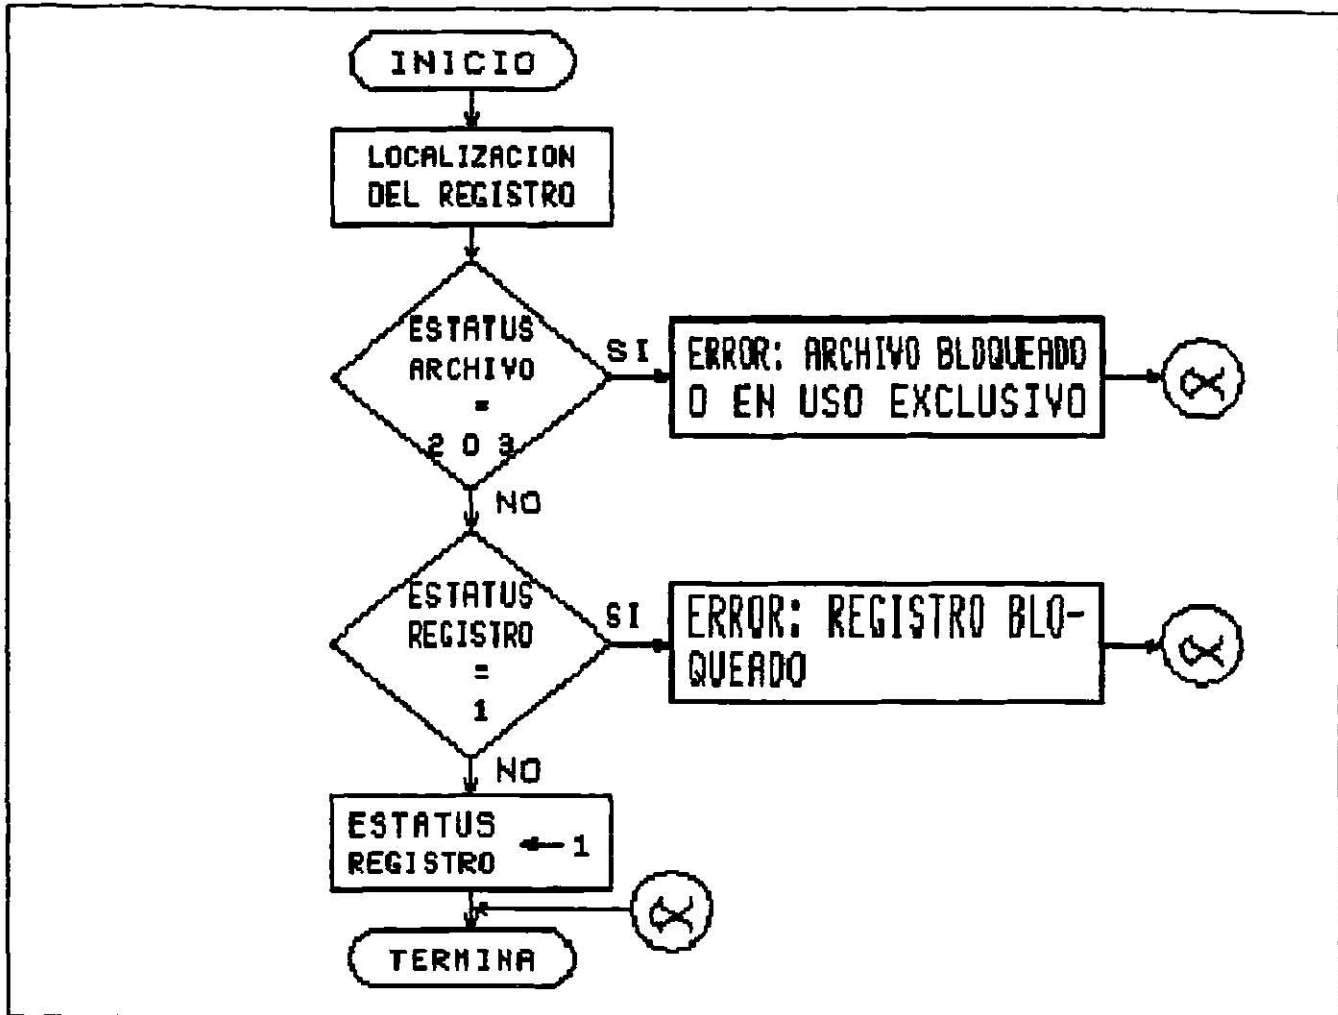 INICIO
LOCALIZACION
DEL REGISTRO
ESTATUS
ARCHIVO
=
2 O 3
SI
ERROR: ARCHIVO BLOQUEADO
O EN USO EXCLUSIVO
α
NO
ESTATUS
REGISTRO
=
1
SI
ERROR: REGISTRO BLO-
QUEADO
α
NO
ESTATUS
REGISTRO ← 1
α
TERMINA